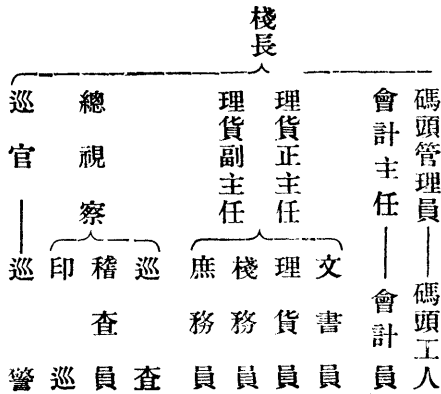 棧長
碼頭管理員
會計主任
理貨正主任
理貨副主任
總視察
巡官
碼頭工人
會計員
文書員
理貨員
棧務員
庶務員
巡查
稽查員
印巡
巡警